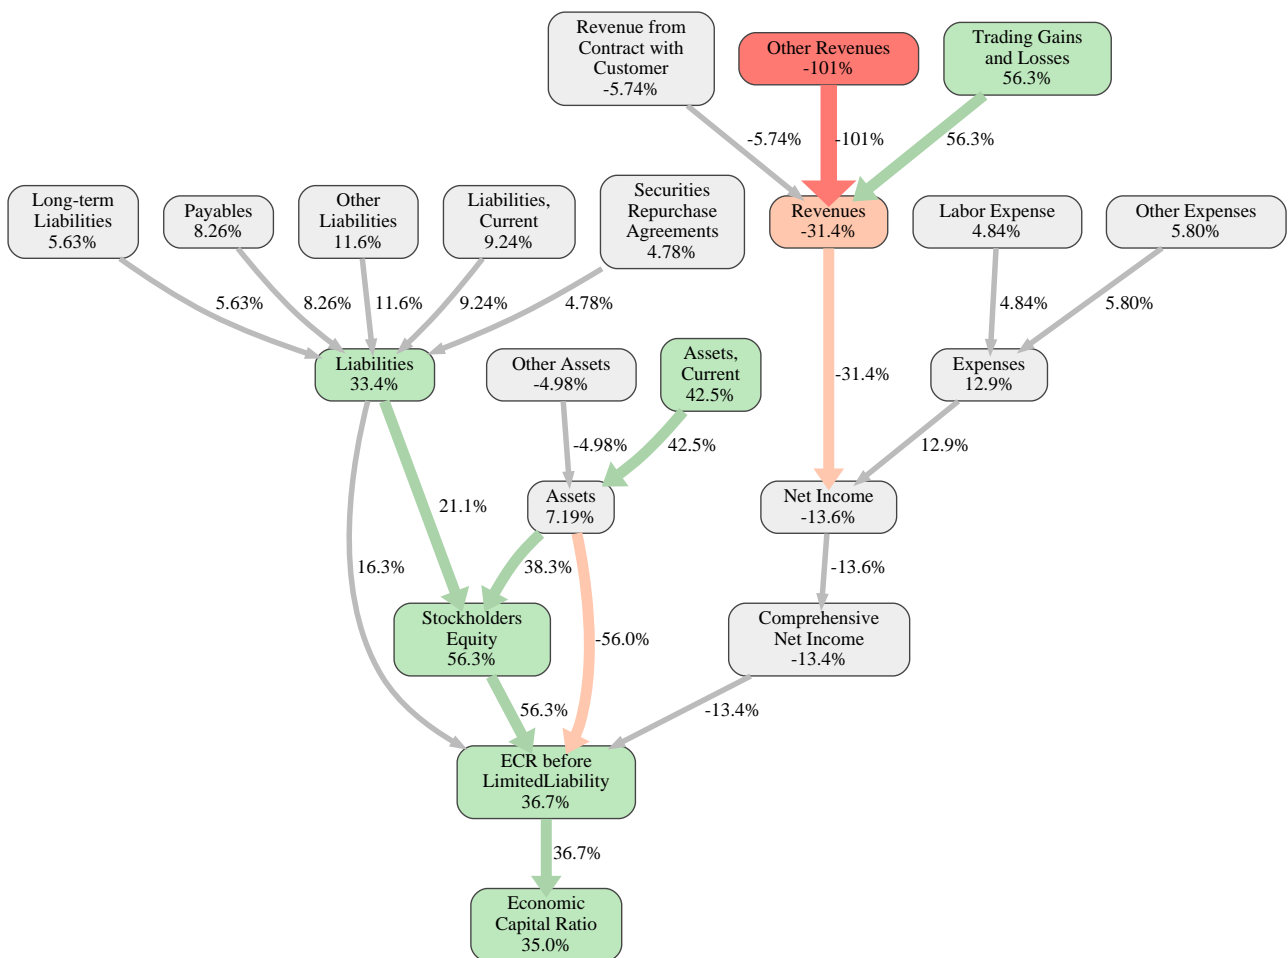 Revenue from
Contract with
Customer
-5.74%
Other Revenues
-101%
Trading Gains
and Losses
56.3%
-5.74%
-101%
56.3%
Long-term
Liabilities
5.63%
Payables
8.26%
Other
Liabilities
11.6%
Liabilities,
Current
9.24%
Securities
Repurchase
Agreements
4.78%
Revenues
-31.4%
Labor Expense
4.84%
Other Expenses
5.80%
5.63%
8.26%
11.6%
9.24%
4.78%
4.84%
5.80%
Liabilities
33.4%
Other Assets
-4.98%
Assets,
Current
42.5%
-31.4%
Expenses
12.9%
-4.98%
42.5%
12.9%
21.1%
Assets
7.19%
Net Income
-13.6%
16.3%
38.3%
-13.6%
-56.0%
Stockholders
Equity
56.3%
Comprehensive
Net Income
-13.4%
56.3%
-13.4%
ECR before
LimitedLiability
36.7%
36.7%
Economic
Capital Ratio
35.0%